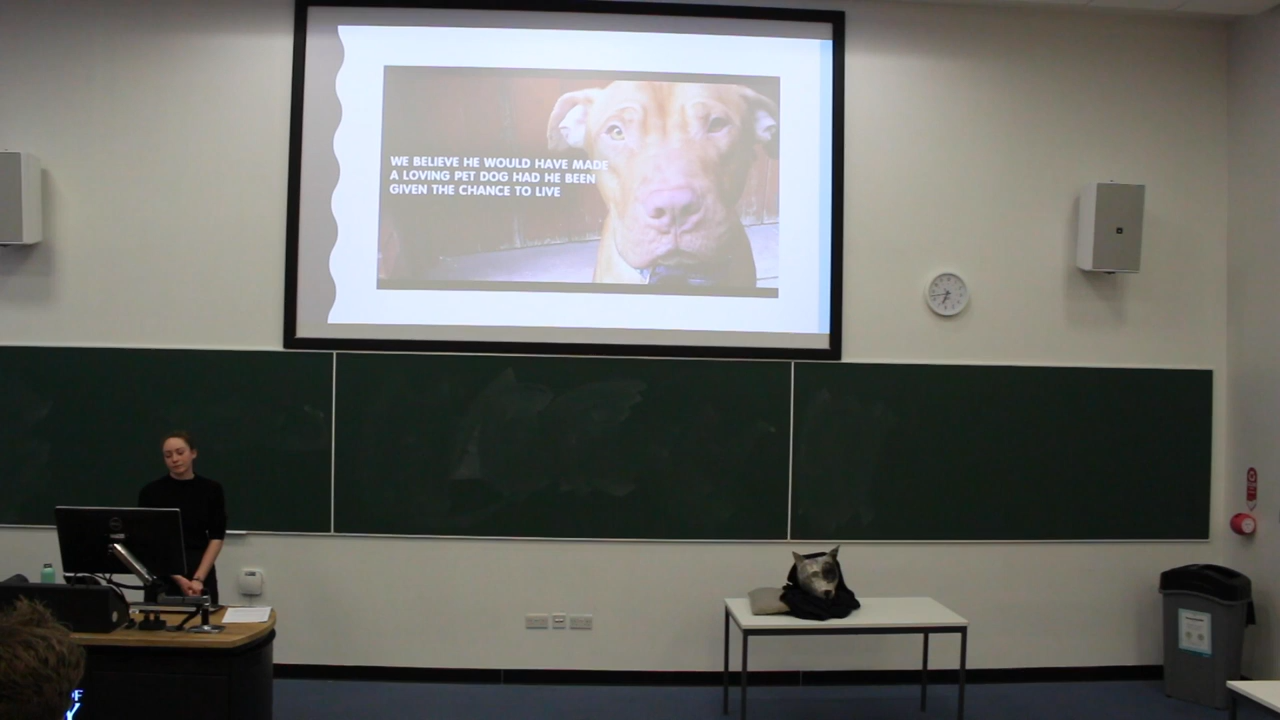 WE BELIEVE HE WOULD HAVE MADE
A LOVING PET DOG HAD HE BEEN
GIVEN THE CHANCE TO LIVE